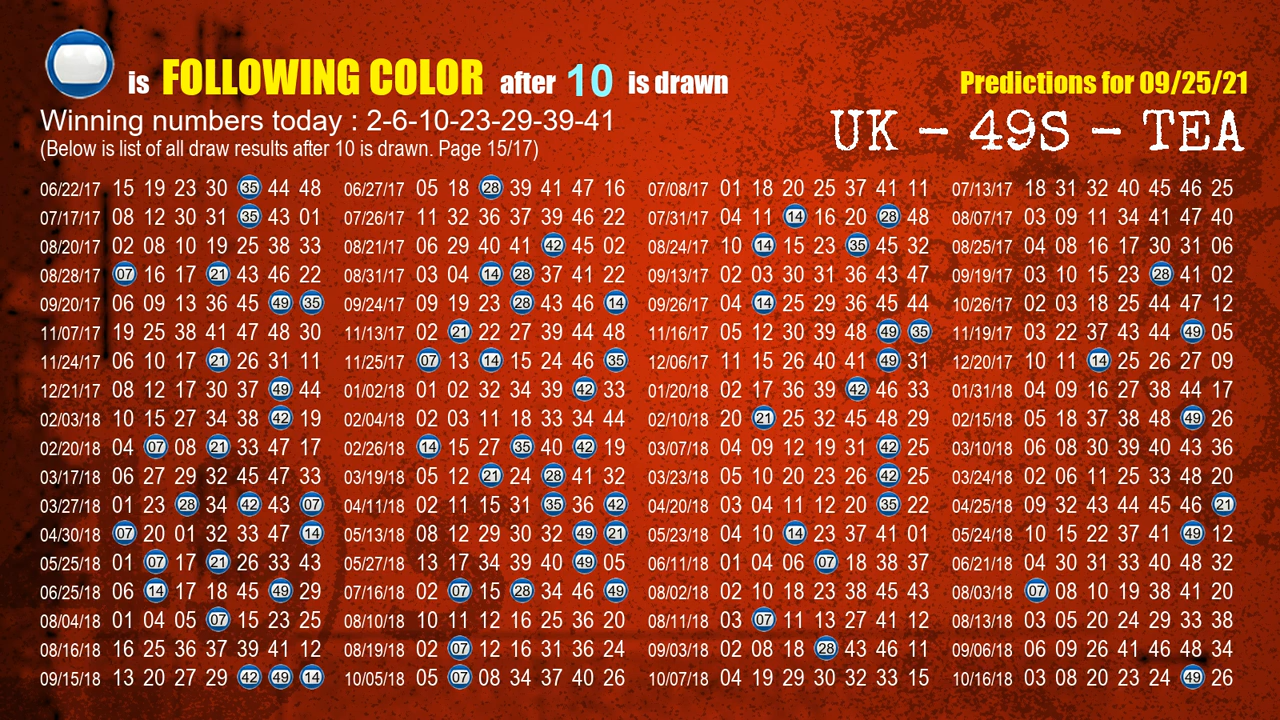 is FOLLOWING COLOR after 10 is drawn
Predictions for 09/25/21
Winning numbers today : 2-6-10-23-29-39-41
UK - 49S - TEA
(Below is list of all draw results after 10 is drawn. Page 15/17)
06/22/17 15 19 23 30 35 44 48 06/27/17 05 18 28 39 41 47 16 07/08/17 01 18 20 25 37 41 11 07/13/17 18 31 32 40 45 46 25
07/17/17 08 12 30 31 35 43 01 07/26/17 11 32 36 37 39 46 22 07/31/17 04 11 14 16 20 28 48 08/07/17 03 09 11 34 41 47 40
08/20/17 02 08 10 19 25 38 33 08/21/17 06 29 40 41 42 45 02 08/24/17 10 14 15 23 35 45 32 08/25/17 04 08 16 17 30 31 06
08/28/17 07 16 17 21 43 46 22 08/31/17 03 04 14 28 37 41 22 09/13/17 02 03 30 31 36 43 47 09/19/17 03 10 15 23 28 41 02
09/20/17 06 09 13 36 45 49 35 09/24/17 09 19 23 28 43 46 14 09/26/17 04 14 25 29 36 45 44 10/26/17 02 03 18 25 44 47 12
11/07/17 19 25 38 41 47 48 30 11/13/17 02 21 22 27 39 44 48 11/16/17 05 12 30 39 48 49 35 11/19/17 03 22 37 43 44 49 05
11/24/17 06 10 17 21 26 31 11 11/25/17 07 13 14 15 24 46 35 12/06/17 11 15 26 40 41 49 31 12/20/17 10 11 14 25 26 27 09
12/21/17 08 12 17 30 37 49 44 01/02/18 01 02 32 34 39 42 33 01/20/18 02 17 36 39 42 46 33 01/31/18 04 09 16 27 38 44 17
02/03/18 10 15 27 34 38 42 19 02/04/18 02 03 11 18 33 34 44 02/10/18 20 21 25 32 45 48 29 02/15/18 05 18 37 38 48 49 26
02/20/18 04 07 08 21 33 47 17 02/26/18 14 15 27 35 40 42 19 03/07/18 04 09 12 19 31 42 25 03/10/18 06 08 30 39 40 43 36
03/17/18 06 27 29 32 45 47 33 03/19/18 05 12 21 24 28 41 32 03/23/18 05 10 20 23 26 42 25 03/24/18 02 06 11 25 33 48 20
03/27/18 01 23 28 34 42 43 07 04/11/18 02 11 15 31 35 36 42 04/20/18 03 04 11 12 20 35 22 04/25/18 09 32 43 44 45 46 21
04/30/18 07 20 01 32 33 47 14 05/13/18 08 12 29 30 32 49 21 05/23/18 04 10 14 23 37 41 01 05/24/18 10 15 22 37 41 49 12
05/25/18 01 07 17 21 26 33 43 05/27/18 13 17 34 39 40 49 05 06/11/18 01 04 06 07 18 38 37 06/21/18 04 30 31 33 40 48 32
06/25/18 06 14 17 18 45 49 29 07/16/18 02 07 15 28 34 46 49 08/02/18 02 10 18 23 38 45 43 08/03/18 07 08 10 19 38 41 20
08/04/18 01 04 05 07 15 23 25 08/10/18 10 11 12 16 25 36 20 08/11/18 03 07 11 13 27 41 12 08/13/18 03 05 20 24 29 33 38
08/16/18 16 25 36 37 39 41 12 08/19/18 02 07 12 16 31 36 24 09/03/18 02 08 18 28 43 46 11 09/06/18 06 09 26 41 46 48 34
09/15/18 13 20 27 29 42 49 14 10/05/18 05 07 08 34 37 40 26 10/07/18 04 19 29 30 32 33 15 10/16/18 03 08 20 23 24 49 26